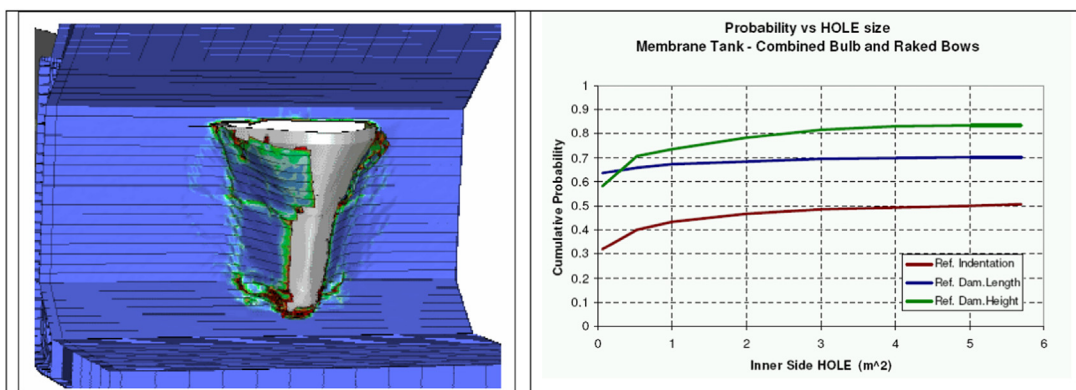 Probability vs HOLE size
Membrane Tank - Combined Bulb and Raked Bows
Cumulative Probability
1
0.9
0.8
0.7
0.6
0.5
0.4
0.3
0.2
0.1
0
0 1 2 3 4 5 6
Ref. Indentation
Ref. Dam.Length
Ref. Dam.Height
Inner Side HOLE (m^2)